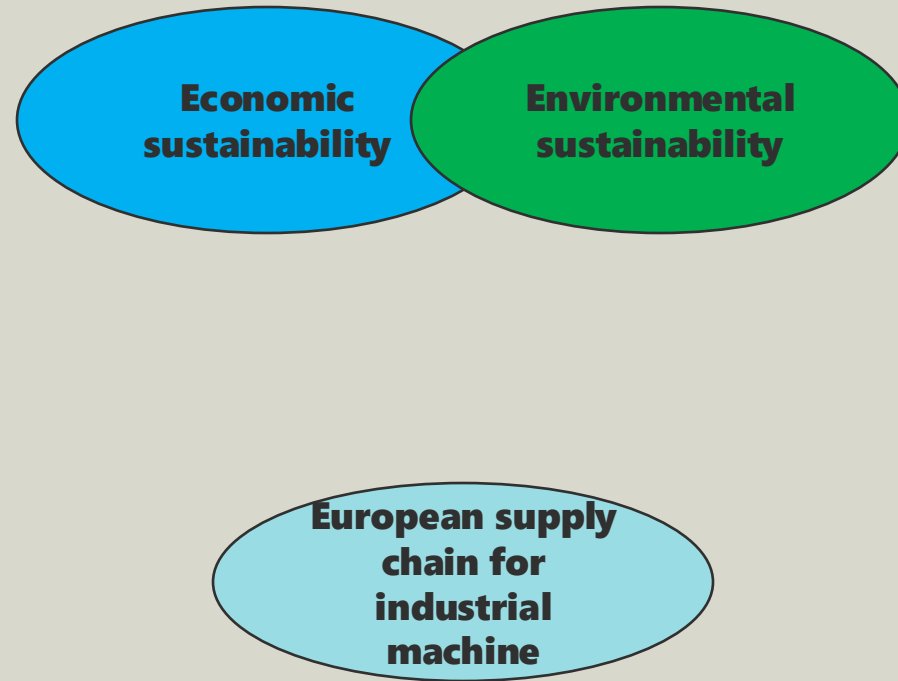 Economic
sustainability
Environmental
sustainability
European supply
chain for
industrial
machine